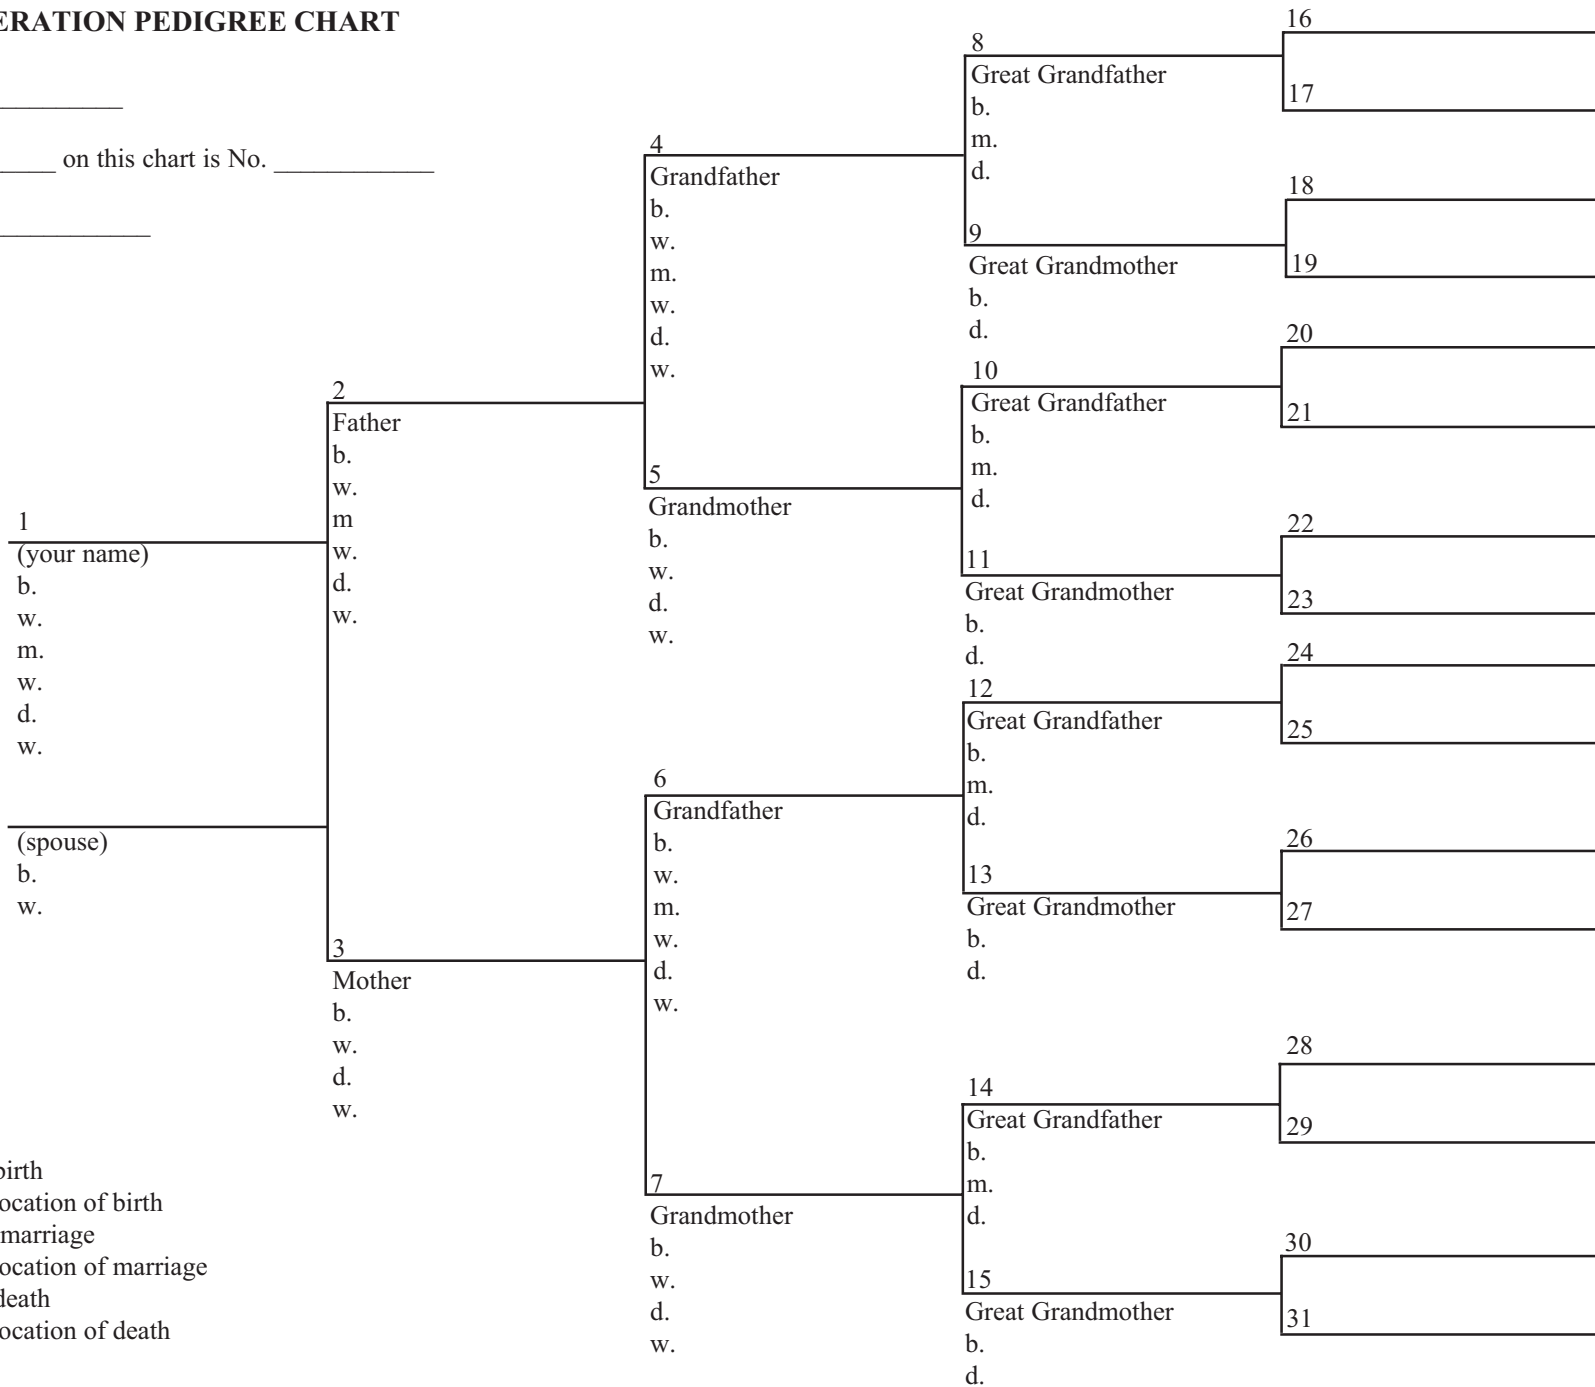 ERATION PEDIGREE CHART
_________
____ on this chart is No. ____________
___________
1
(your name)
b.
w.
m.
w.
d.
w.
(spouse)
b.
w.
birth
ocation of birth
marriage
ocation of marriage
death
ocation of death
2
Father
b.
w.
m
w.
d.
w.
3
Mother
b.
w.
d.
w.
4
Grandfather
b.
w.
m.
w.
d.
w.
5
Grandmother
b.
w.
d.
w.
6
Grandfather
b.
w.
m.
w.
d.
w.
7
Grandmother
b.
w.
d.
w.
8
Great Grandfather
b.
m.
d.
9
Great Grandmother
b.
d.
10
Great Grandfather
b.
m.
d.
11
Great Grandmother
b.
d.
12
Great Grandfather
b.
m.
d.
13
Great Grandmother
b.
d.
14
Great Grandfather
b.
m.
d.
15
Great Grandmother
b.
d.
16
17
18
19
20
21
22
23
24
25
26
27
28
29
30
31